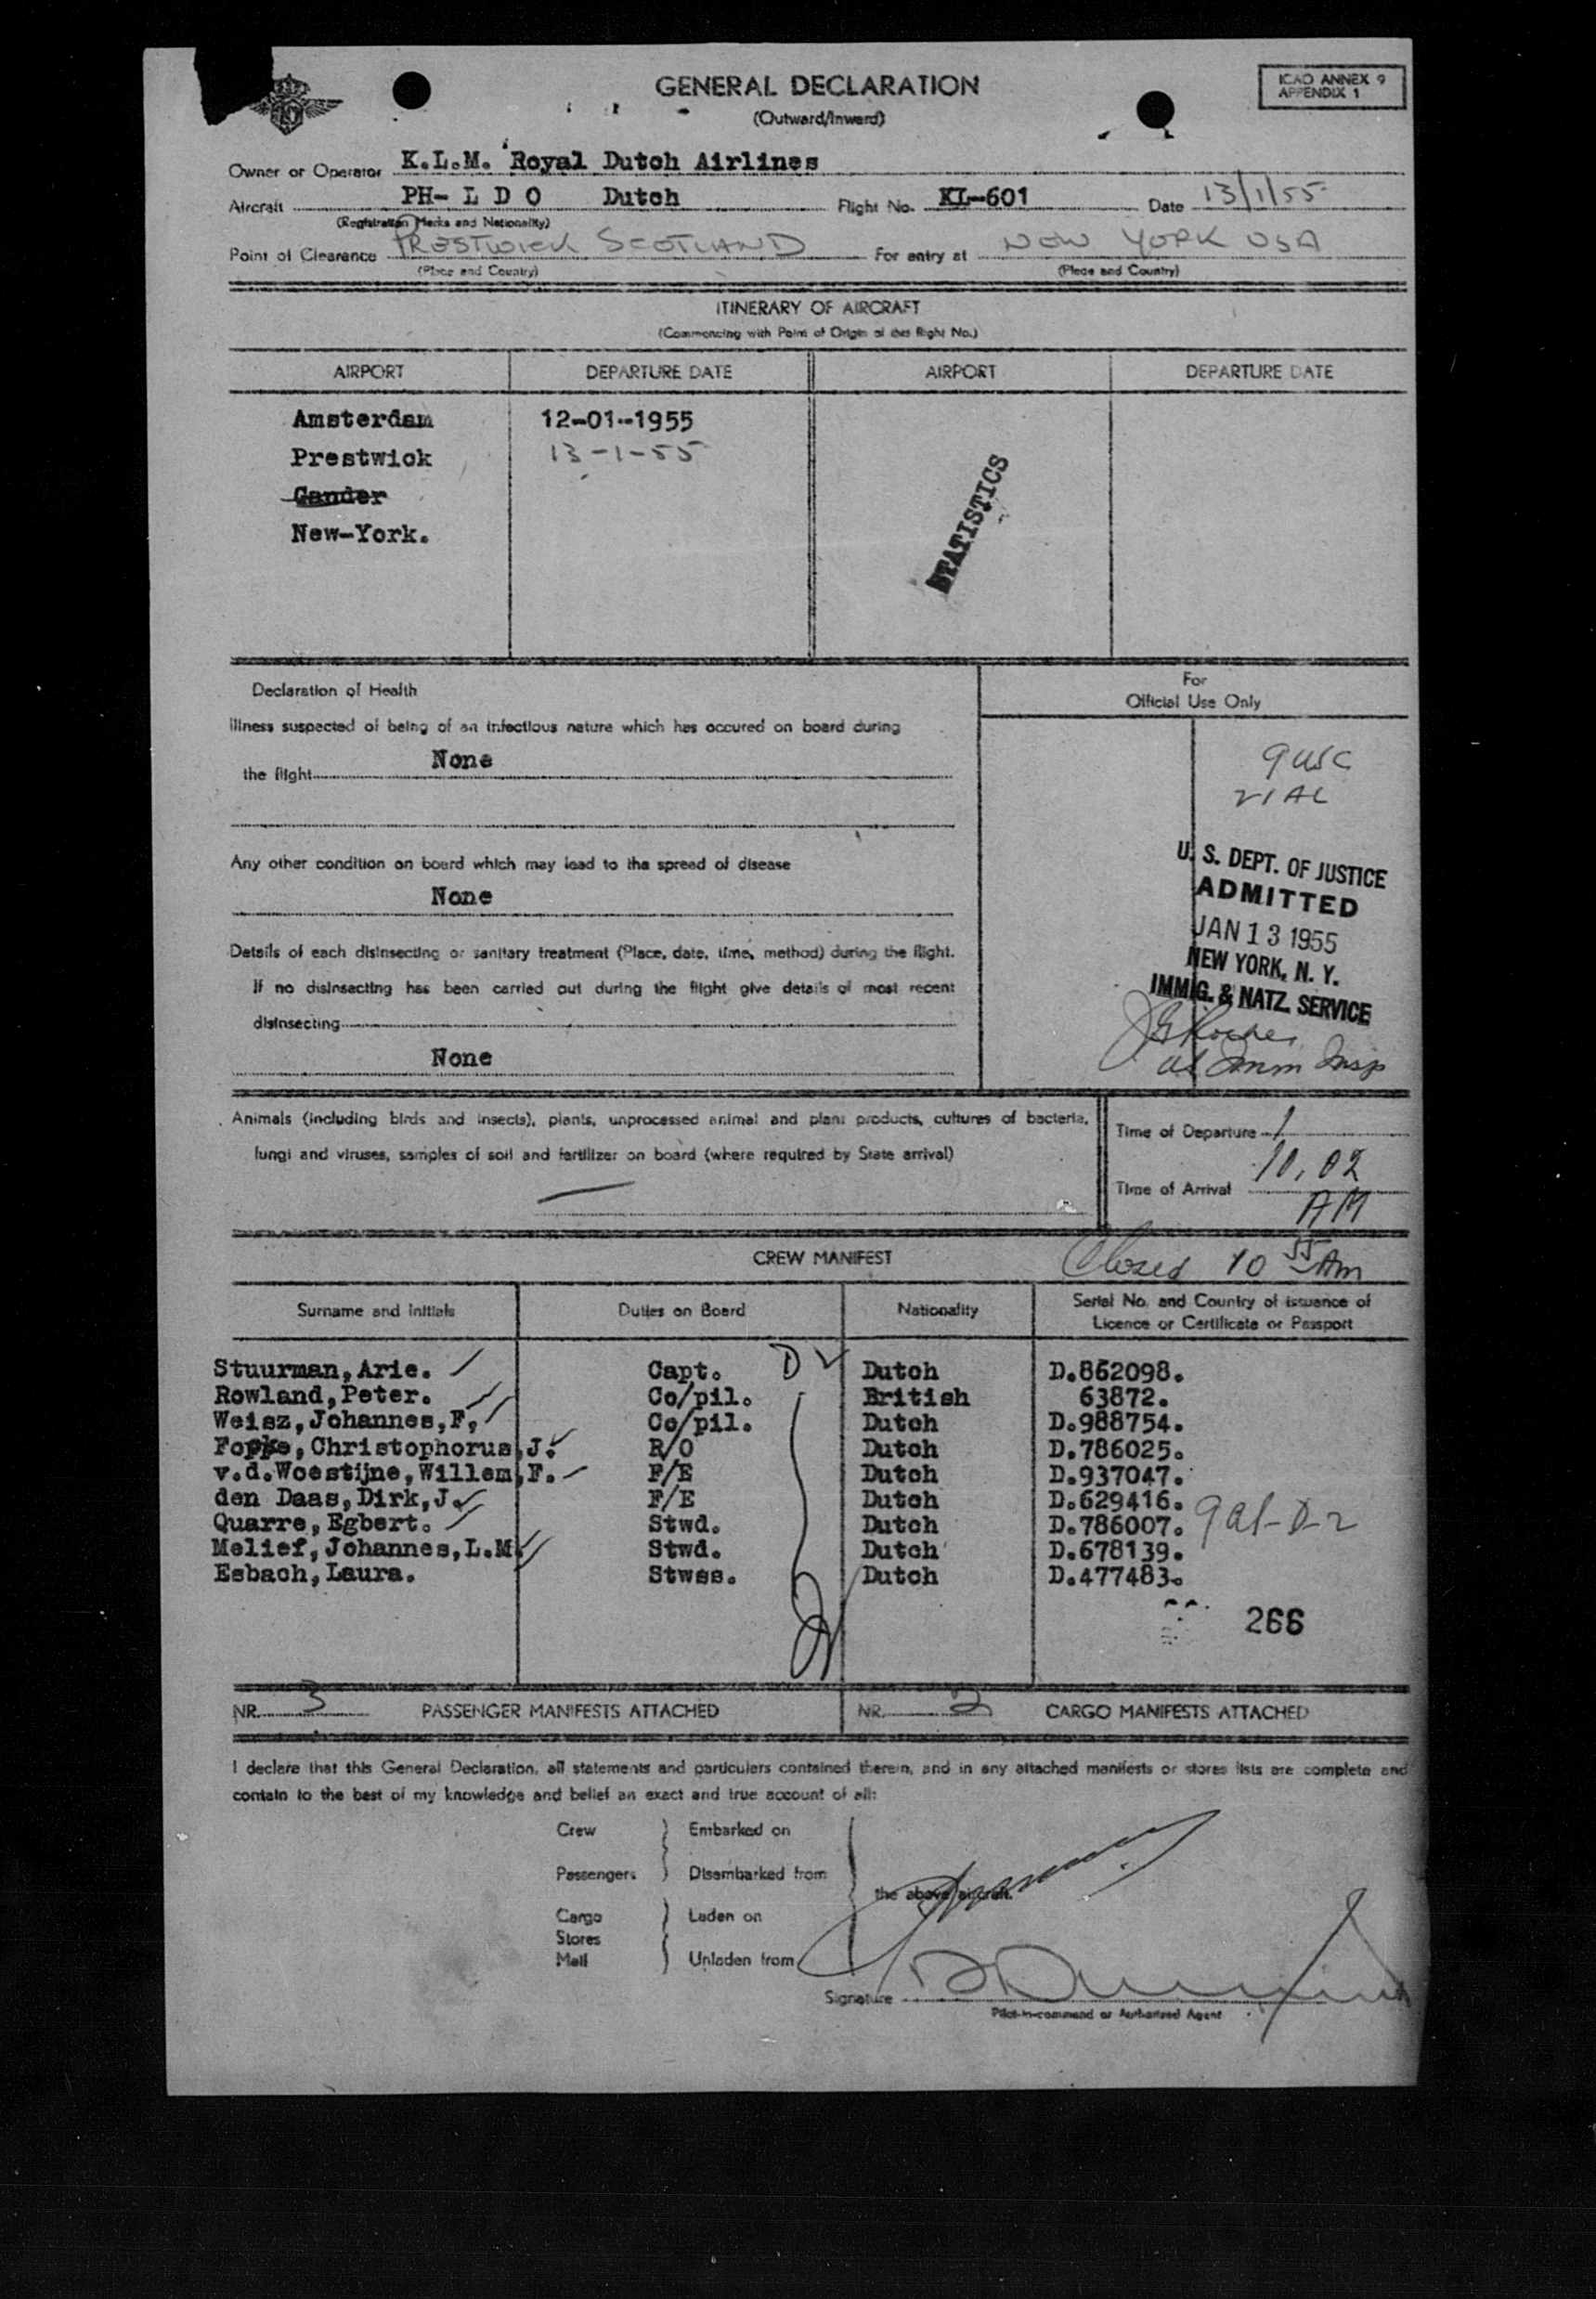 GENERAL DECLARATION
(Outward/Inward)
ICAO ANNEX 9
APPENDIX 1
Owner or Operator K.L.M. Royal Dutch Airlines
Aircraft PH- L D O Dutch Flight No. KL-601 Date 13/1/55
(Registration Marks and Nationality)
Point of Clearance PRESTWICK SCOTLAND For entry at NEW YORK USA
(Place and Country) (Place and Country)
ITINERARY OF AIRCRAFT
(Commencing with Point of Origin of this flight No.)
AIRPORT DEPARTURE DATE AIRPORT DEPARTURE DATE
Amsterdam 12-01-1955
Prestwick 13-1-55
Gander
New-York.
STATISTICS
Declaration of Health
Illness suspected of being of an infectious nature which has occured on board during
the flight None
Any other condition on board which may lead to the spread of disease
None
Details of each disinsecting or sanitary treatment (Place, date, time, method) during the flight.
If no disinsecting has been carried out during the flight give details of most recent
disinsecting
None
For
Official Use Only
9 USC
21 AL
U. S. DEPT. OF JUSTICE
ADMITTED
JAN 13 1955
NEW YORK, N. Y.
IMMIG. & NATZ. SERVICE
Imm Insp
Animals (including birds and insects), plants, unprocessed animal and plant products, cultures of bacteria,
fungi and viruses, samples of soil and fertilizer on board (where required by State arrival)
Time of Departure
Time of Arrival 10,02
AM
CREW MANIFEST
Closed 10 55 Am
Surname and Initials Duties on Board Nationality Serial No. and Country of issuance of
Licence or Certificate or Passport
Stuurman, Arie. Capt. D Dutch D.862098.
Rowland, Peter. Co/pil. British 63872.
Weisz, Johannes, F. Co/pil. Dutch D.988754.
Christophorus, J. R/O Dutch D.786025.
v.d.Woestijne, Willem, F. F/E Dutch D.937047.
den Daas, Dirk, J. F/E Dutch D.629416.
Quarre, Egbert. Stwd. Dutch D.786007.
9 al-D-2
Melief, Johannes, L.M. Stwd. Dutch D.678139.
Esbach, Laura. Stwss. Dutch D.477483.
266
NR. 3 PASSENGER MANIFESTS ATTACHED NR. 2 CARGO MANIFESTS ATTACHED
I declare that this General Declaration, all statements and particulars contained therein, and in any attached manifests or stores lists are complete and
contain to the best of my knowledge and belief an exact and true account of all:
Crew Embarked on
Passengers Disembarked from
the above aircraft.
Cargo Laden on
Stores
Mail Unladen from
Signature
Pilot-in-command or Authorized Agent